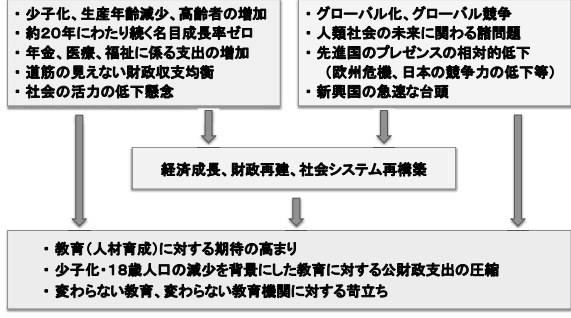 ・ 少子化、生産年齢減少、高齢者の増加
・ 約２０年にわたり続く名目成長率ゼロ
・ 年金、医療、福祉に係る支出の増加
・ 道筋の見えない財政収支均衡
・ 社会の活力の低下懸念
・ グローバル化、グローバル競争
・ 人類社会の未来に関わる諸問題
・ 先進国のプレゼンスの相対的低下
（欧州危機、日本の競争力の低下等）
・ 新興国の急速な台頭
経済成長、財政再建、社会システム再構築
・ 教育（人材育成）に対する期待の高まり
・ 少子化・１８歳人口の減少を背景にした教育に対する公財政支出の圧縮
・ 変わらない教育、変わらない教育機関に対する苛立ち